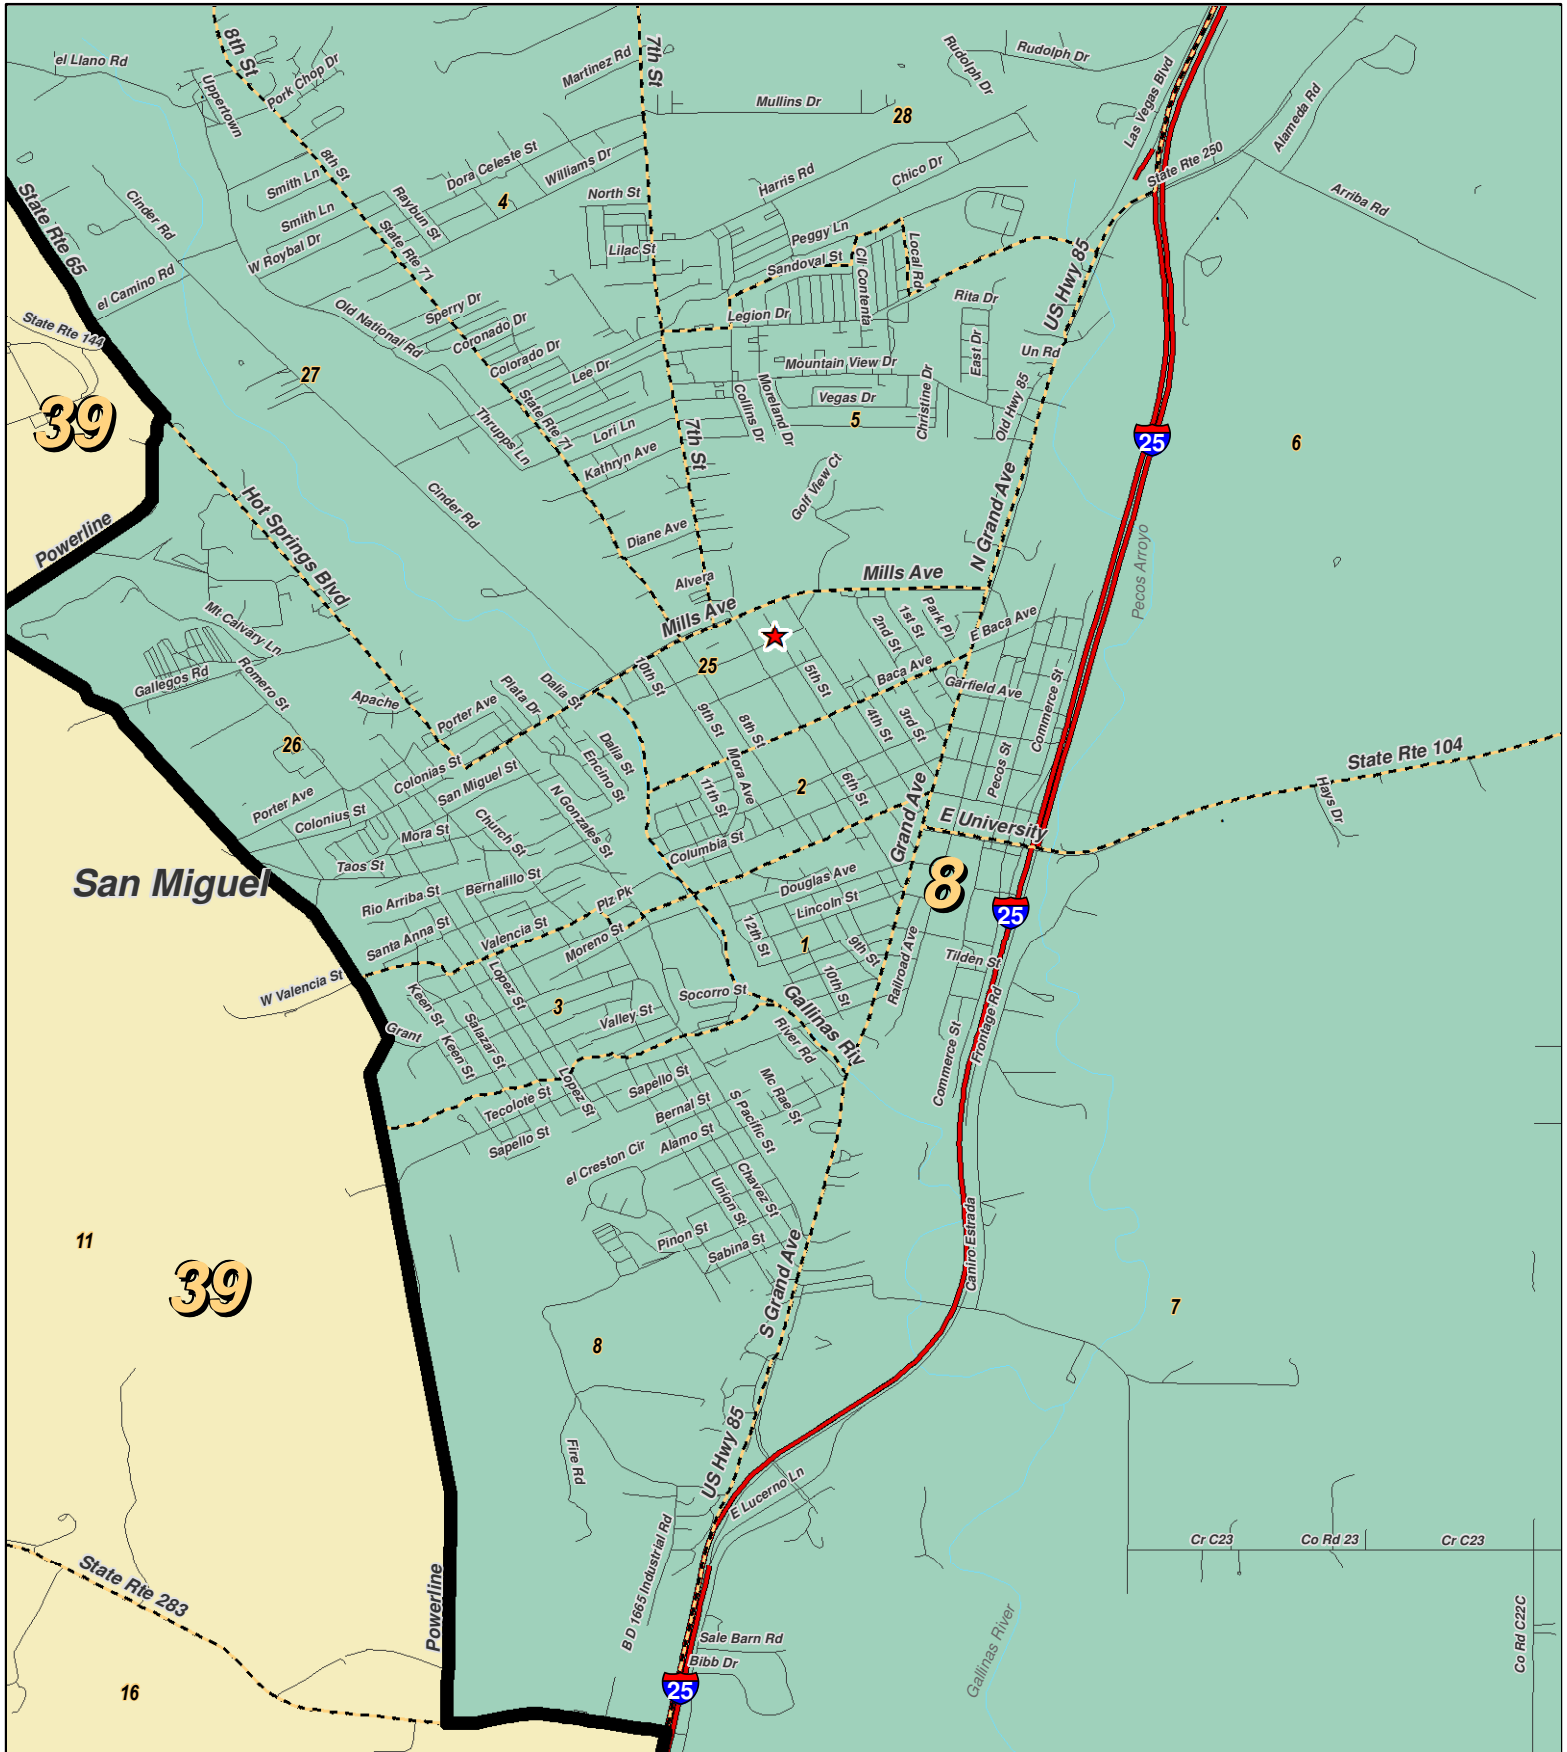 8th St
7th St
el Llano Rd
Pork Chop Dr
Uppertown
Martinez Rd
Mullins Dr
28
Rudolph Dr
Rudolph Dr
Las Vegas Blvd
Alameda Rd
State Rte 250
Arriba Rd
8th St
Dora Celeste St
Williams Dr
Smith Ln
Smith Ln
Raybun St
4
North St
Harris Rd
Chico Dr
State Rte 65
Cinder Rd
W Roybal Dr
State Rte 71
Lilac St
Peggy Ln
Sandoval St
Cll Contenta
Local Rd
US Hwy 85
el Camino Rd
Old National Rd
Sperry Dr
Coronado Dr
Colorado Dr
Legion Dr
Rita Dr
East Dr
Un Rd
State Rte 144
27
Lee Dr
Mountain View Dr
Vegas Dr
Christine Dr
Old Hwy 85
Collins Dr
Moreland Dr
5
39
Thrupps Ln
State Rte 71
Lori Ln
Kathryn Ave
7th St
25
6
Golf View Ct
Hot Springs Blvd
Cinder Rd
Powerline
Diane Ave
N Grand Ave
Pecos Arroyo
Alvera
Mills Ave
Mills Ave
Park Pl
1st St
2nd St
E Baca Ave
Mt Calvary Ln
Gallegos Rd
Romero St
Apache
Porter Ave
Plata Dr
Dalia St
10th St
25
5th St
Baca Ave
Garfield Ave
Commerce St
9th St
8th St
4th St
3rd St
26
Dalia St
Encino St
State Rte 104
Colonias St
San Miguel St
Porter Ave
Colonius St
Mora St
Church St
N Gonzales St
11th St
Mora Ave
2
6th St
Pecos St
Hays Dr
Grand Ave
E University
Columbia St
Taos St
San Miguel
Rio Arriba St
Bernalillo St
Plz Pk
Douglas Ave
Lincoln St
8
25
Santa Anna St
Valencia St
Moreno St
12th St
1
9th St
Railroad Ave
Tilden St
W Valencia St
Keen St
Lopez St
3
Socorro St
Gallinas Riv
10th St
Grant
Keen St
Salazar St
Valley St
River Rd
Commerce St
Frontage Rd
Tecolote St
Lopez St
Sapello St
Mc Rae St
Bernal St
S Pacific St
Sapello St
Alamo St
el Creston Cir
Union St
Chavez St
11
Pinon St
Sabina St
Caniro Estrada
39
S Grand Ave
7
8
Fire Rd
US Hwy 85
E Lucerno Ln
Cr C23
Co Rd 23
Cr C23
State Rte 283
Powerline
B D 1665 Industrial Rd
Sale Barn Rd
Bibb Dr
Gallinas River
Co Rd C22C
16
25